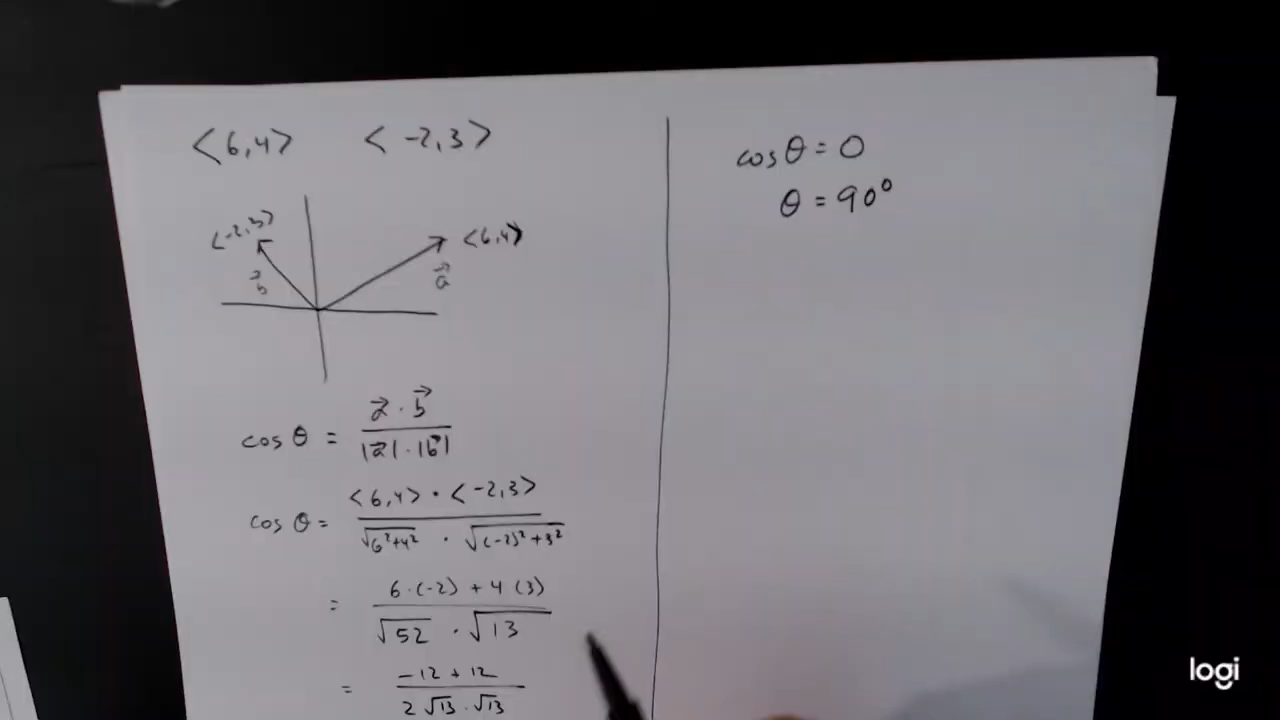 <6,4> <-2,3>
<-2,3> <6,4>
b⃗ a⃗
cos θ = a⃗ · b⃗ / |a⃗| · |b⃗|
cos θ = <6,4> · <-2,3> / √(6²+4²) · √((-2)²+3²)
= 6·(-2) + 4(3) / √52 · √13
= -12 + 12 / 2√13 · √13
cos θ = 0
θ = 90°
logi